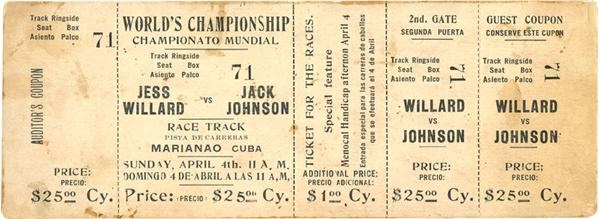 Track Ringside
Seat Box
Asiento Palco
71
AUDITOR'S COUPON
PRICE:
PRECIO:
$25.00 Cy.
WORLD'S CHAMPIONSHIP
CHAMPIONATO MUNDIAL
Track Ringside
Seat Box
Asiento Palco
71
JESS WILLARD vs JACK JOHNSON
RACE TRACK
PISTA DE CARRERAS
MARIANAO CUBA
SUNDAY, APRIL 4th. 11 A, M,
DOMINGO 4 DE ABRIL A LAS 11 A, M,
Price: PRECIO: $25.00 Cy.
TICKET FOR THE RACES.
Special feature
Menocal Handicap afternon April 4
Entrada especial para las carreras de caballos
que se efectuará el 4 de Abril
ADDITIONAL PRICE:
PRECIO ADICIONAL:
$1.00 Cy.
2nd. GATE
SEGUNDA PUERTA
Track Ringside
Seat Box
Asiento Palco
71
WILLARD
vs
JOHNSON
PRICE:
PRECIO:
$25.00 Cy.
GUEST COUPON
CONSERVE ESTE CUPON
Track Ringside
Seat Box
Asiento Palco
71
WILLARD
vs
JOHNSON
PRICE:
PRECIO:
$25.00 Cy.